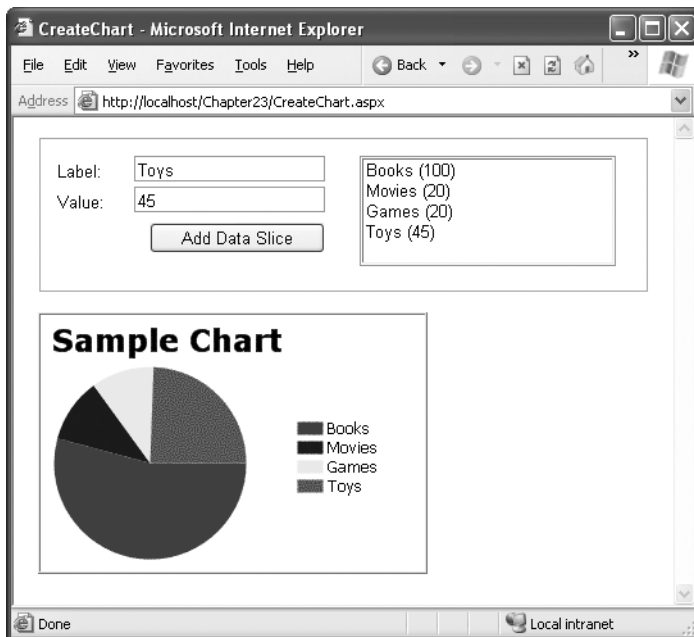 CreateChart - Microsoft Internet Explorer
File Edit View Favorites Tools Help Back »
Address http://localhost/Chapter23/CreateChart.aspx
Label: Toys
Value: 45
Add Data Slice
Books (100)
Movies (20)
Games (20)
Toys (45)
Sample Chart
Books
Movies
Games
Toys
Done Local intranet